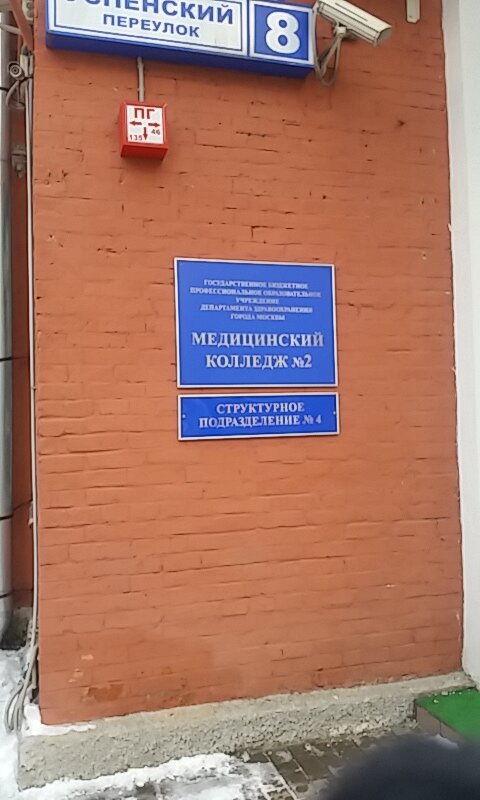 УСПЕНСКИЙ
ПЕРЕУЛОК
8
ПГ
135 46
ГОСУДАРСТВЕННОЕ БЮДЖЕТНОЕ
ПРОФЕССИОНАЛЬНОЕ ОБРАЗОВАТЕЛЬНОЕ
УЧРЕЖДЕНИЕ
ДЕПАРТАМЕНТА ЗДРАВООХРАНЕНИЯ
ГОРОДА МОСКВЫ
МЕДИЦИНСКИЙ
КОЛЛЕДЖ №2
СТРУКТУРНОЕ
ПОДРАЗДЕЛЕНИЕ № 4